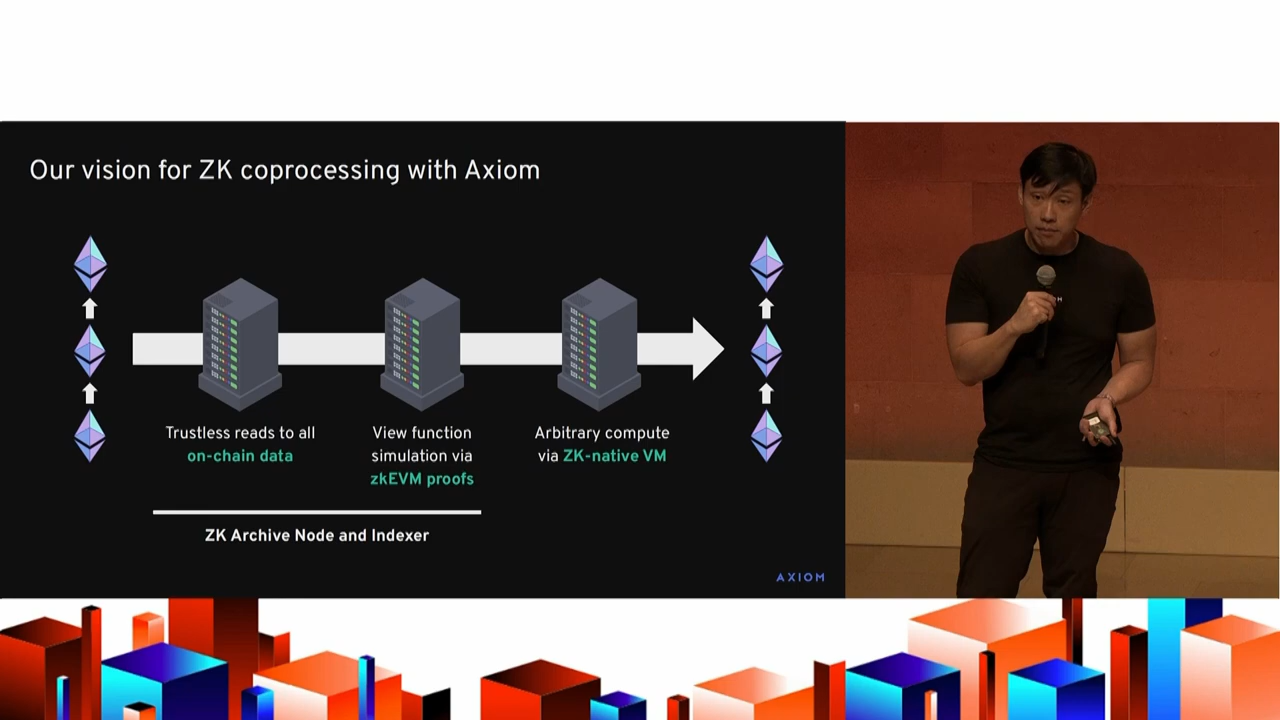 Our vision for ZK coprocessing with Axiom
Trustless reads to all
on-chain data
View function
simulation via
zkEVM proofs
Arbitrary compute
via ZK-native VM
ZK Archive Node and Indexer
AXIOM